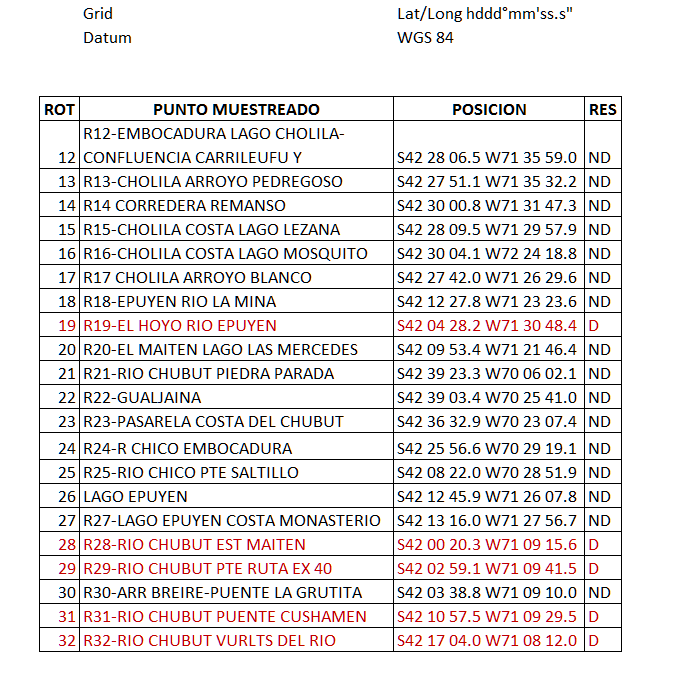 Grid Lat/Long hddd°mm'ss.s"
Datum WGS 84
ROT PUNTO MUESTREADO POSICION RES
R12-EMBOCADURA LAGO CHOLILA-
12 CONFLUENCIA CARRILEUFU Y S42 28 06.5 W71 35 59.0 ND
13 R13-CHOLILA ARROYO PEDREGOSO S42 27 51.1 W71 35 32.2 ND
14 R14 CORREDERA REMANSO S42 30 00.8 W71 31 47.3 ND
15 R15-CHOLILA COSTA LAGO LEZANA S42 28 09.5 W71 29 57.9 ND
16 R16-CHOLILA COSTA LAGO MOSQUITO S42 30 04.1 W72 24 18.8 ND
17 R17 CHOLILA ARROYO BLANCO S42 27 42.0 W71 26 29.6 ND
18 R18-EPUYEN RIO LA MINA S42 12 27.8 W71 23 23.6 ND
19 R19-EL HOYO RIO EPUYEN S42 04 28.2 W71 30 48.4 D
20 R20-EL MAITEN LAGO LAS MERCEDES S42 09 53.4 W71 21 46.4 ND
21 R21-RIO CHUBUT PIEDRA PARADA S42 39 23.3 W70 06 02.1 ND
22 R22-GUALJAINA S42 39 03.4 W70 25 41.0 ND
23 R23-PASARELA COSTA DEL CHUBUT S42 36 32.9 W70 23 07.4 ND
24 R24-R CHICO EMBOCADURA S42 25 56.6 W70 29 19.1 ND
25 R25-RIO CHICO PTE SALTILLO S42 08 22.0 W70 28 51.9 ND
26 LAGO EPUYEN S42 12 45.9 W71 26 07.8 ND
27 R27-LAGO EPUYEN COSTA MONASTERIO S42 13 16.0 W71 27 56.7 ND
28 R28-RIO CHUBUT EST MAITEN S42 00 20.3 W71 09 15.6 D
29 R29-RIO CHUBUT PTE RUTA EX 40 S42 02 59.1 W71 09 41.5 D
30 R30-ARR BREIRE-PUENTE LA GRUTITA S42 03 38.8 W71 09 10.0 ND
31 R31-RIO CHUBUT PUENTE CUSHAMEN S42 10 57.5 W71 09 29.5 D
32 R32-RIO CHUBUT VURLTS DEL RIO S42 17 04.0 W71 08 12.0 D